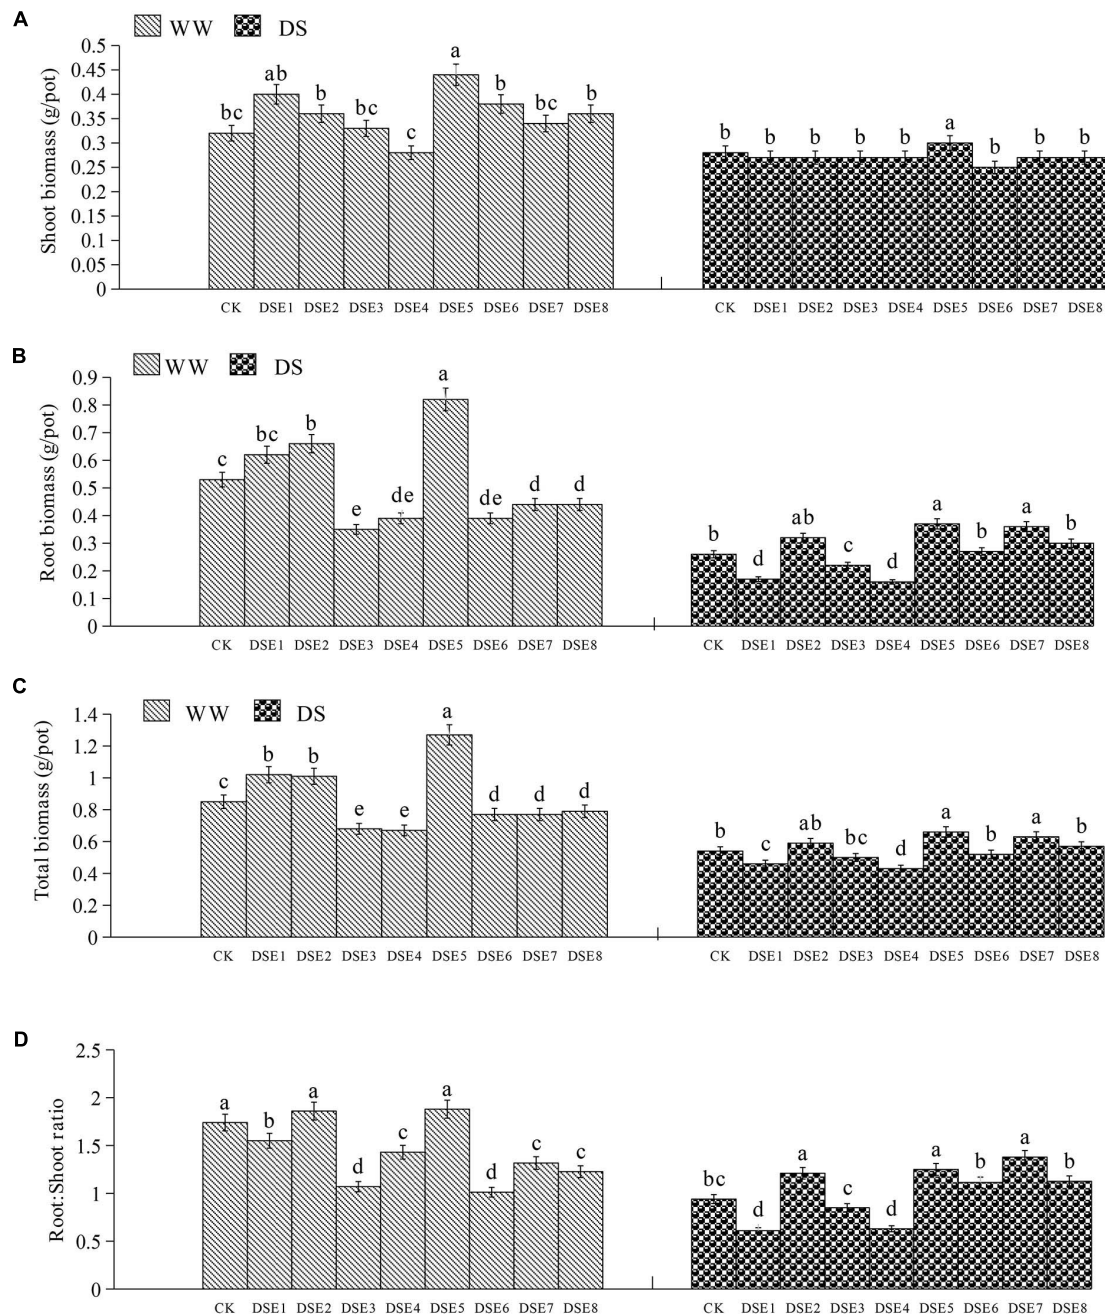 A
WW DS
Shoot biomass (g/pot)
0.5
0.45
0.4
0.35
0.3
0.25
0.2
0.15
0.1
0.05
0
bc ab b bc c a b bc b
b b b b b a b b b
CK DSE1 DSE2 DSE3 DSE4 DSE5 DSE6 DSE7 DSE8 CK DSE1 DSE2 DSE3 DSE4 DSE5 DSE6 DSE7 DSE8
B
WW DS
Root biomass (g/pot)
0.9
0.8
0.7
0.6
0.5
0.4
0.3
0.2
0.1
0
c bc b e de a de d d
b d ab c d a b a b
CK DSE1 DSE2 DSE3 DSE4 DSE5 DSE6 DSE7 DSE8 CK DSE1 DSE2 DSE3 DSE4 DSE5 DSE6 DSE7 DSE8
C
WW DS
Total biomass (g/pot)
1.4
1.2
1
0.8
0.6
0.4
0.2
0
c b b e e a d d d
b c ab bc d a b a b
CK DSE1 DSE2 DSE3 DSE4 DSE5 DSE6 DSE7 DSE8 CK DSE1 DSE2 DSE3 DSE4 DSE5 DSE6 DSE7 DSE8
D
Root:Shoot ratio
2.5
2
1.5
1
0.5
0
a b a d c a d c c
bc d a c d a b a b
CK DSE1 DSE2 DSE3 DSE4 DSE5 DSE6 DSE7 DSE8 CK DSE1 DSE2 DSE3 DSE4 DSE5 DSE6 DSE7 DSE8